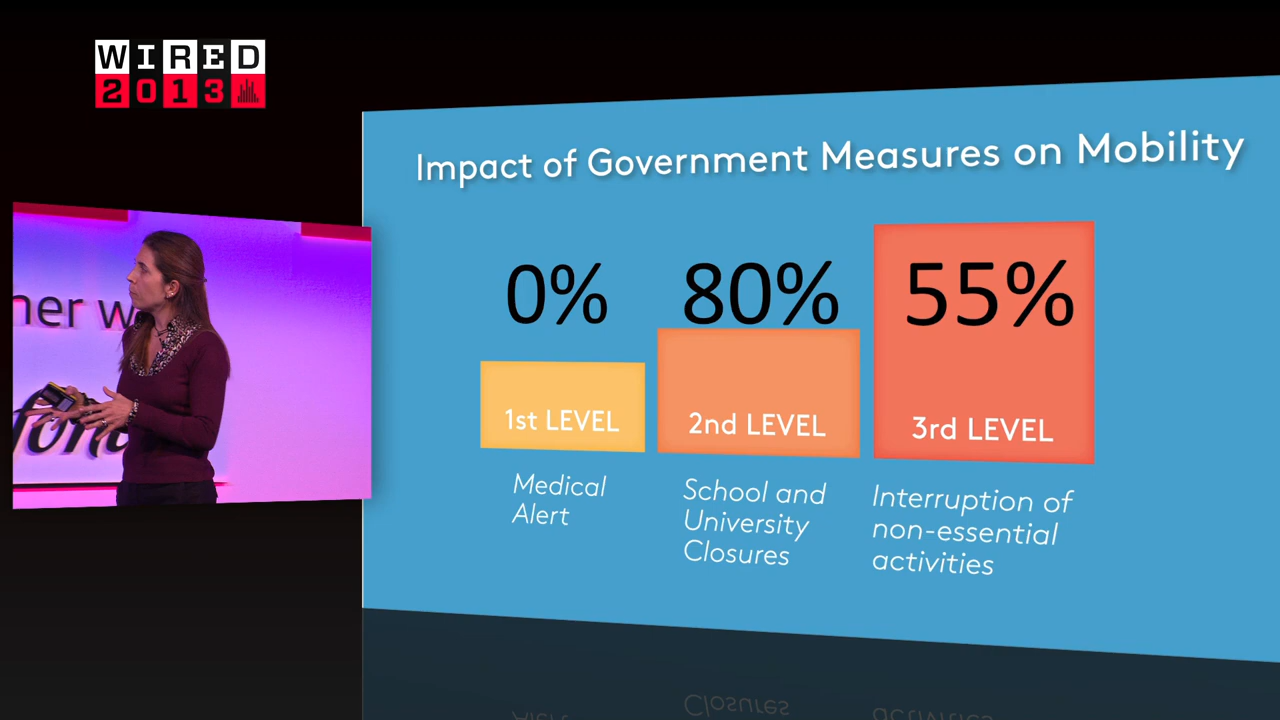 WIRED
2013
Impact of Government Measures on Mobility
0%
80%
55%
1st LEVEL
2nd LEVEL
3rd LEVEL
Medical
Alert
School and
University
Closures
Interruption of
non-essential
activities